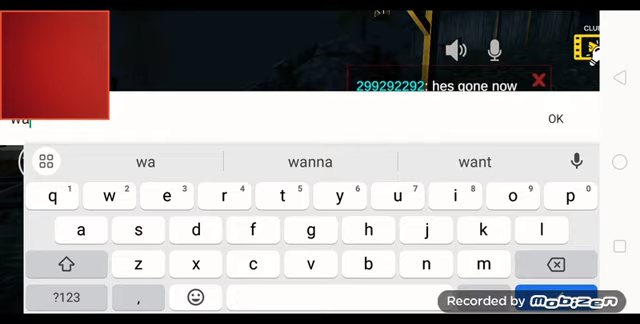 CLUE
299292292: hes gone now
wa
OK
wa wanna want
q 1 w 2 e 3 r 4 t 5 y 6 u 7 i 8 o 9 p 0
a s d f g h j k l
z x c v b n m
?123 ,
Recorded by Mobizen